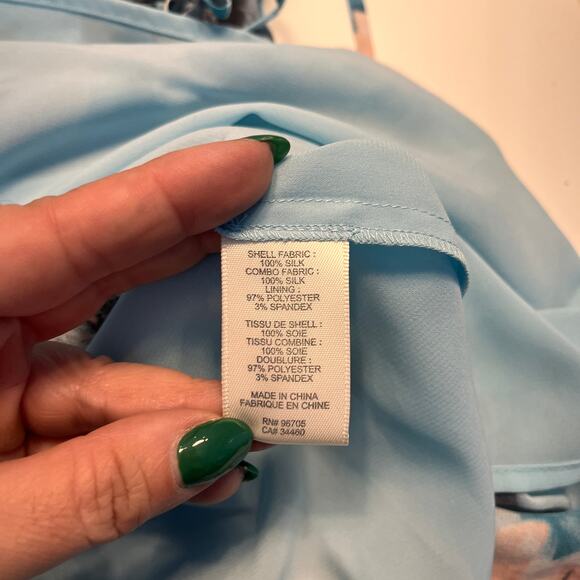 SHELL FABRIC :
100% SILK
COMBO FABRIC :
100% SILK
LINING :
97% POLYESTER
3% SPANDEX
TISSU DE SHELL :
100% SOIE
TISSU COMBINE :
100% SOIE
DOUBLURE :
97% POLYESTER
3% SPANDEX
MADE IN CHINA
FABRIQUE EN CHINE
RN# 96705
CA# 34460